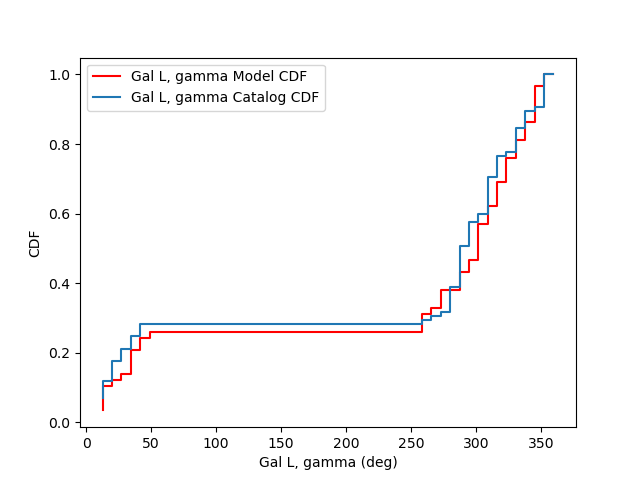 Gal L, gamma Model CDF
Gal L, gamma Catalog CDF
CDF
1.0
0.8
0.6
0.4
0.2
0.0
0 50 100 150 200 250 300 350
Gal L, gamma (deg)